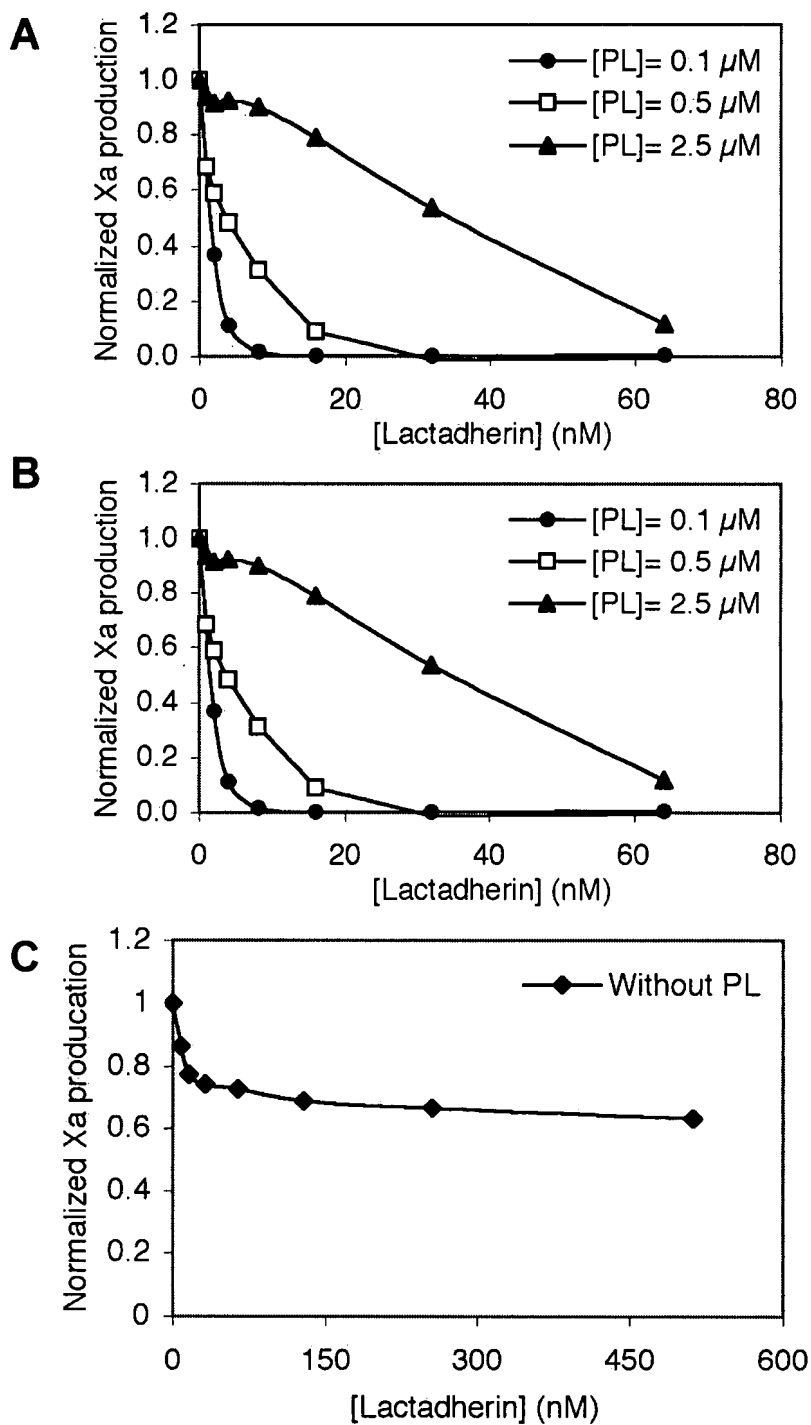 A
1.2
1.0
0.8
0.6
0.4
0.2
0.0
Normalized Xa production
[PL]= 0.1 µM
[PL]= 0.5 µM
[PL]= 2.5 µM
0 20 40 60 80
[Lactadherin] (nM)
B
1.2
1.0
0.8
0.6
0.4
0.2
0.0
Normalized Xa production
[PL]= 0.1 µM
[PL]= 0.5 µM
[PL]= 2.5 µM
0 20 40 60 80
[Lactadherin] (nM)
C
1.2
1
0.8
0.6
0.4
0.2
0
Normalized Xa producation
Without PL
0 150 300 450 600
[Lactadherin] (nM)